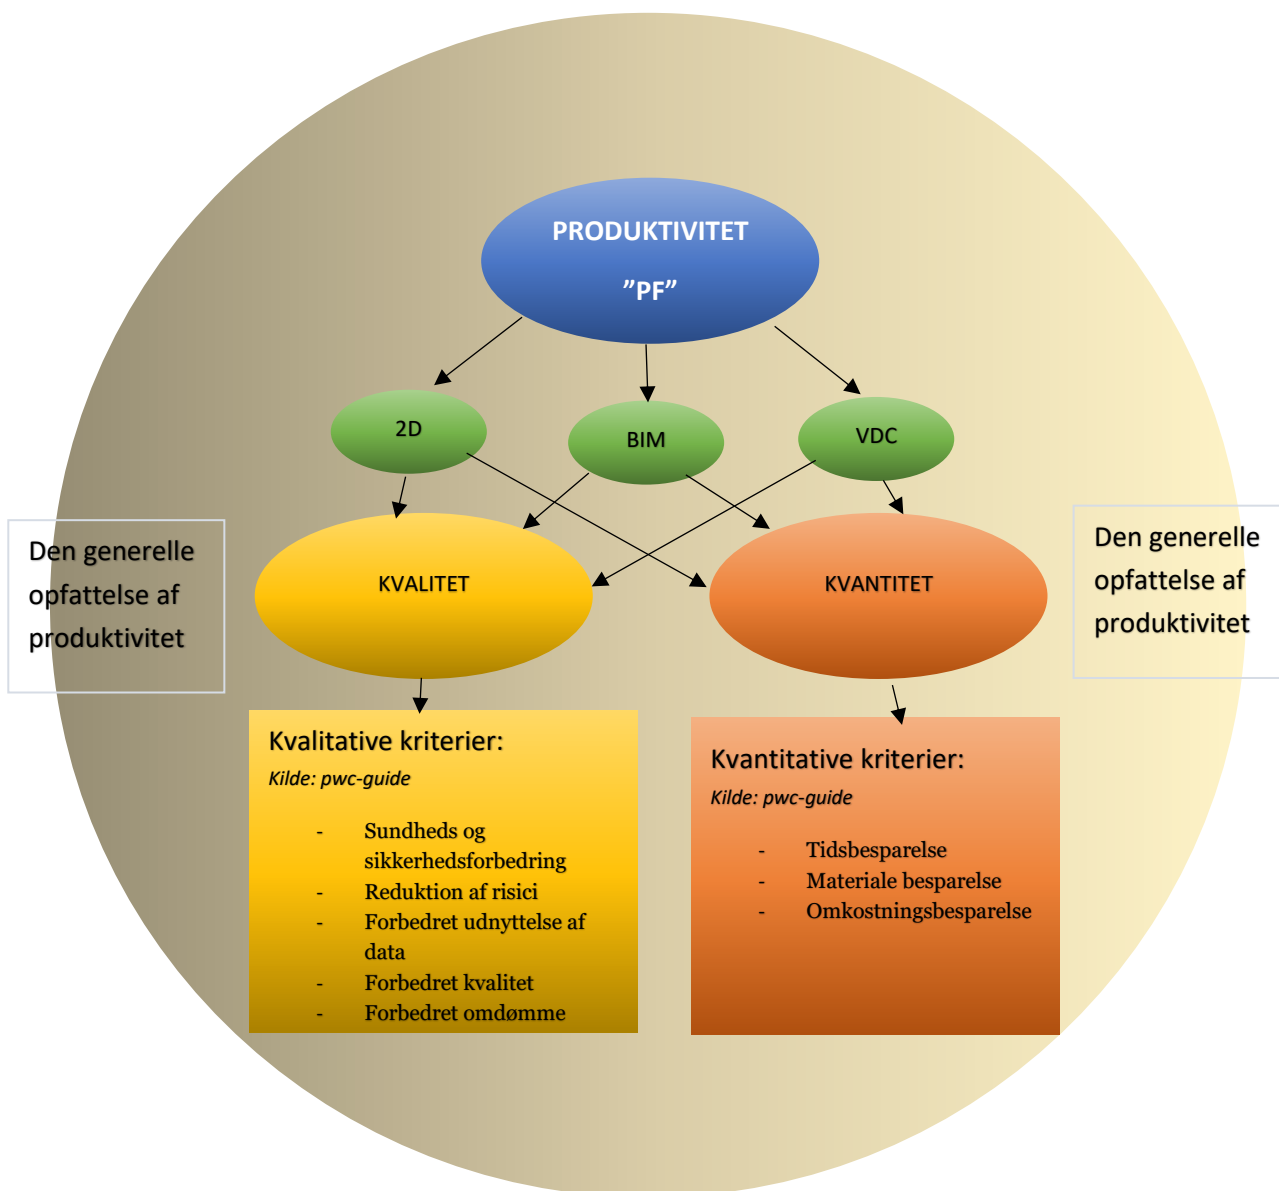 PRODUKTIVITET
”PF”
2D
BIM
VDC
Den generelle
opfattelse af
produktivitet
KVALITET
KVANTITET
Den generelle
opfattelse af
produktivitet
Kvalitative kriterier:
Kilde: pwc-guide
- Sundheds og
sikkerhedsforbedring
- Reduktion af risici
- Forbedret udnyttelse af
data
- Forbedret kvalitet
- Forbedret omdømme
Kvantitative kriterier:
Kilde: pwc-guide
- Tidsbesparelse
- Materiale besparelse
- Omkostningsbesparelse